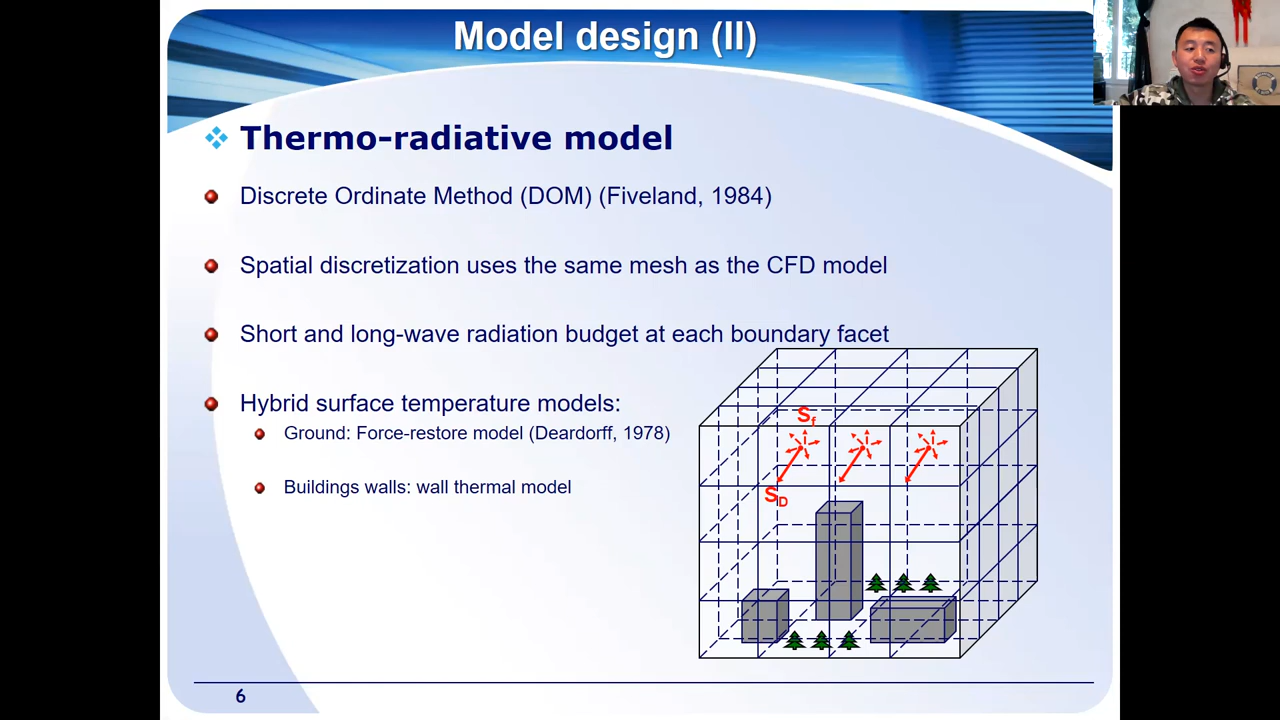 Model design (II)
Thermo-radiative model
Discrete Ordinate Method (DOM) (Fiveland, 1984)
Spatial discretization uses the same mesh as the CFD model
Short and long-wave radiation budget at each boundary facet
Hybrid surface temperature models:
Ground: Force-restore model (Deardorff, 1978)
Buildings walls: wall thermal model
Sf
SD
6